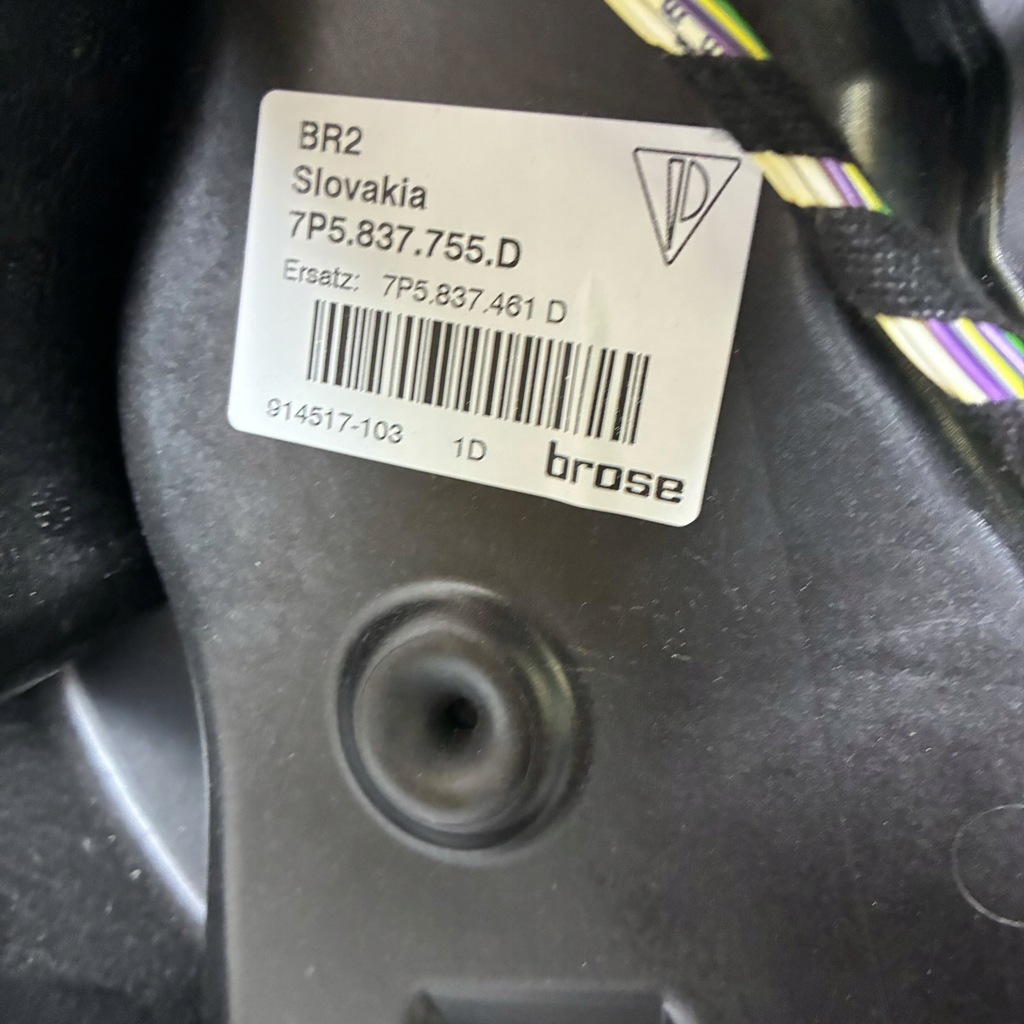 BR2
Slovakia
7P5.837.755.D
Ersatz: 7P5.837.461 D
914517-103 1D
brose